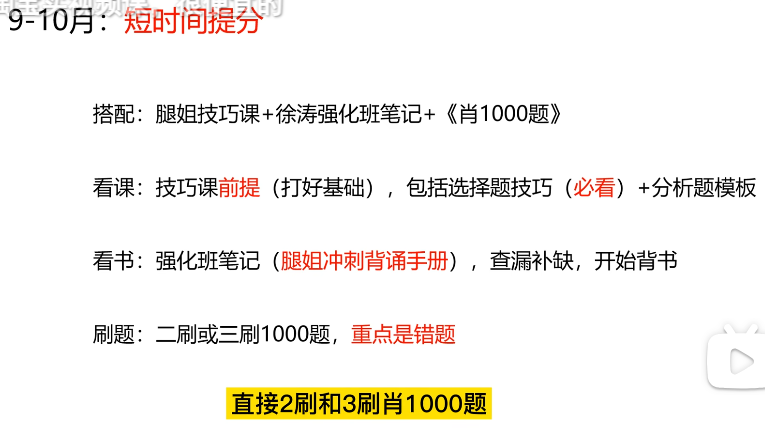 9-10月：短时间提分
搭配：腿姐技巧课+徐涛强化班笔记+《肖1000题》
看课：技巧课前提（打好基础），包括选择题技巧（必看）+分析题模板
看书：强化班笔记（腿姐冲刺背诵手册），查漏补缺，开始背书
刷题：二刷或三刷1000题，重点是错题
直接2刷和3刷肖1000题